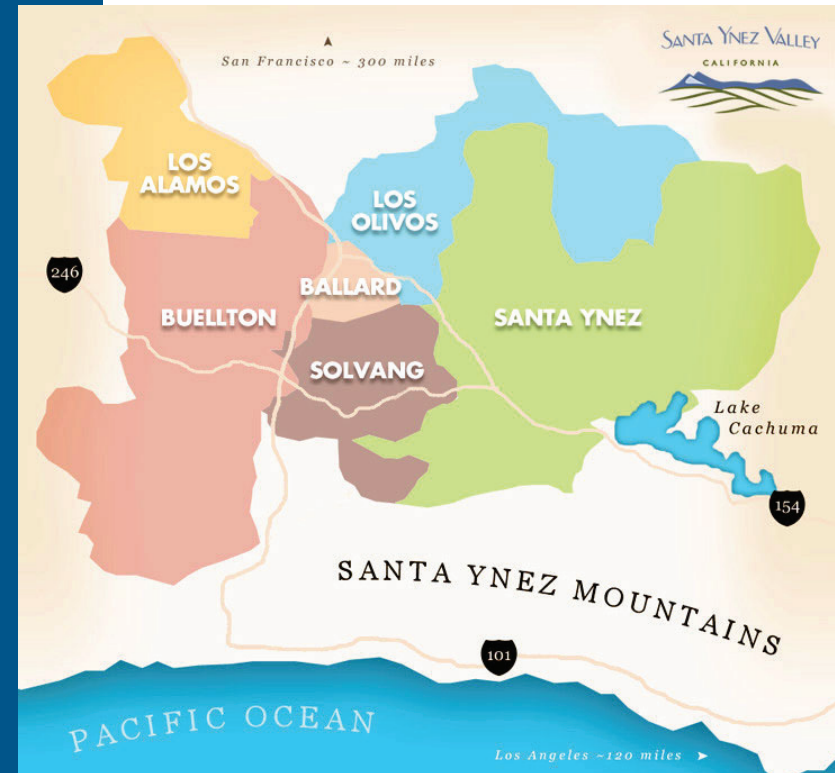 San Francisco ~ 300 miles
SANTA YNEZ VALLEY
CALIFORNIA
LOS
ALAMOS
LOS
OLIVOS
246
BALLARD
BUELLTON
SANTA YNEZ
SOLVANG
Lake
Cachuma
154
SANTA YNEZ MOUNTAINS
101
PACIFIC OCEAN
Los Angeles ~120 miles